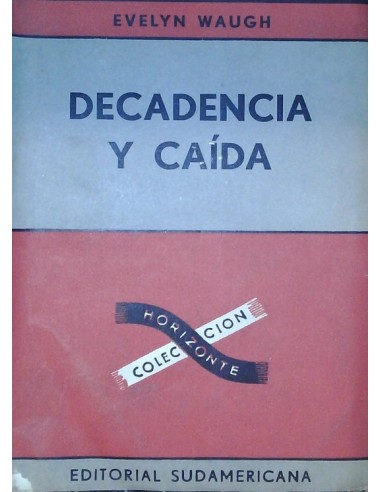 EVELYN WAUGH
DECADENCIA
Y CAÍDA
COLECCION
HORIZONTE
EDITORIAL SUDAMERICANA